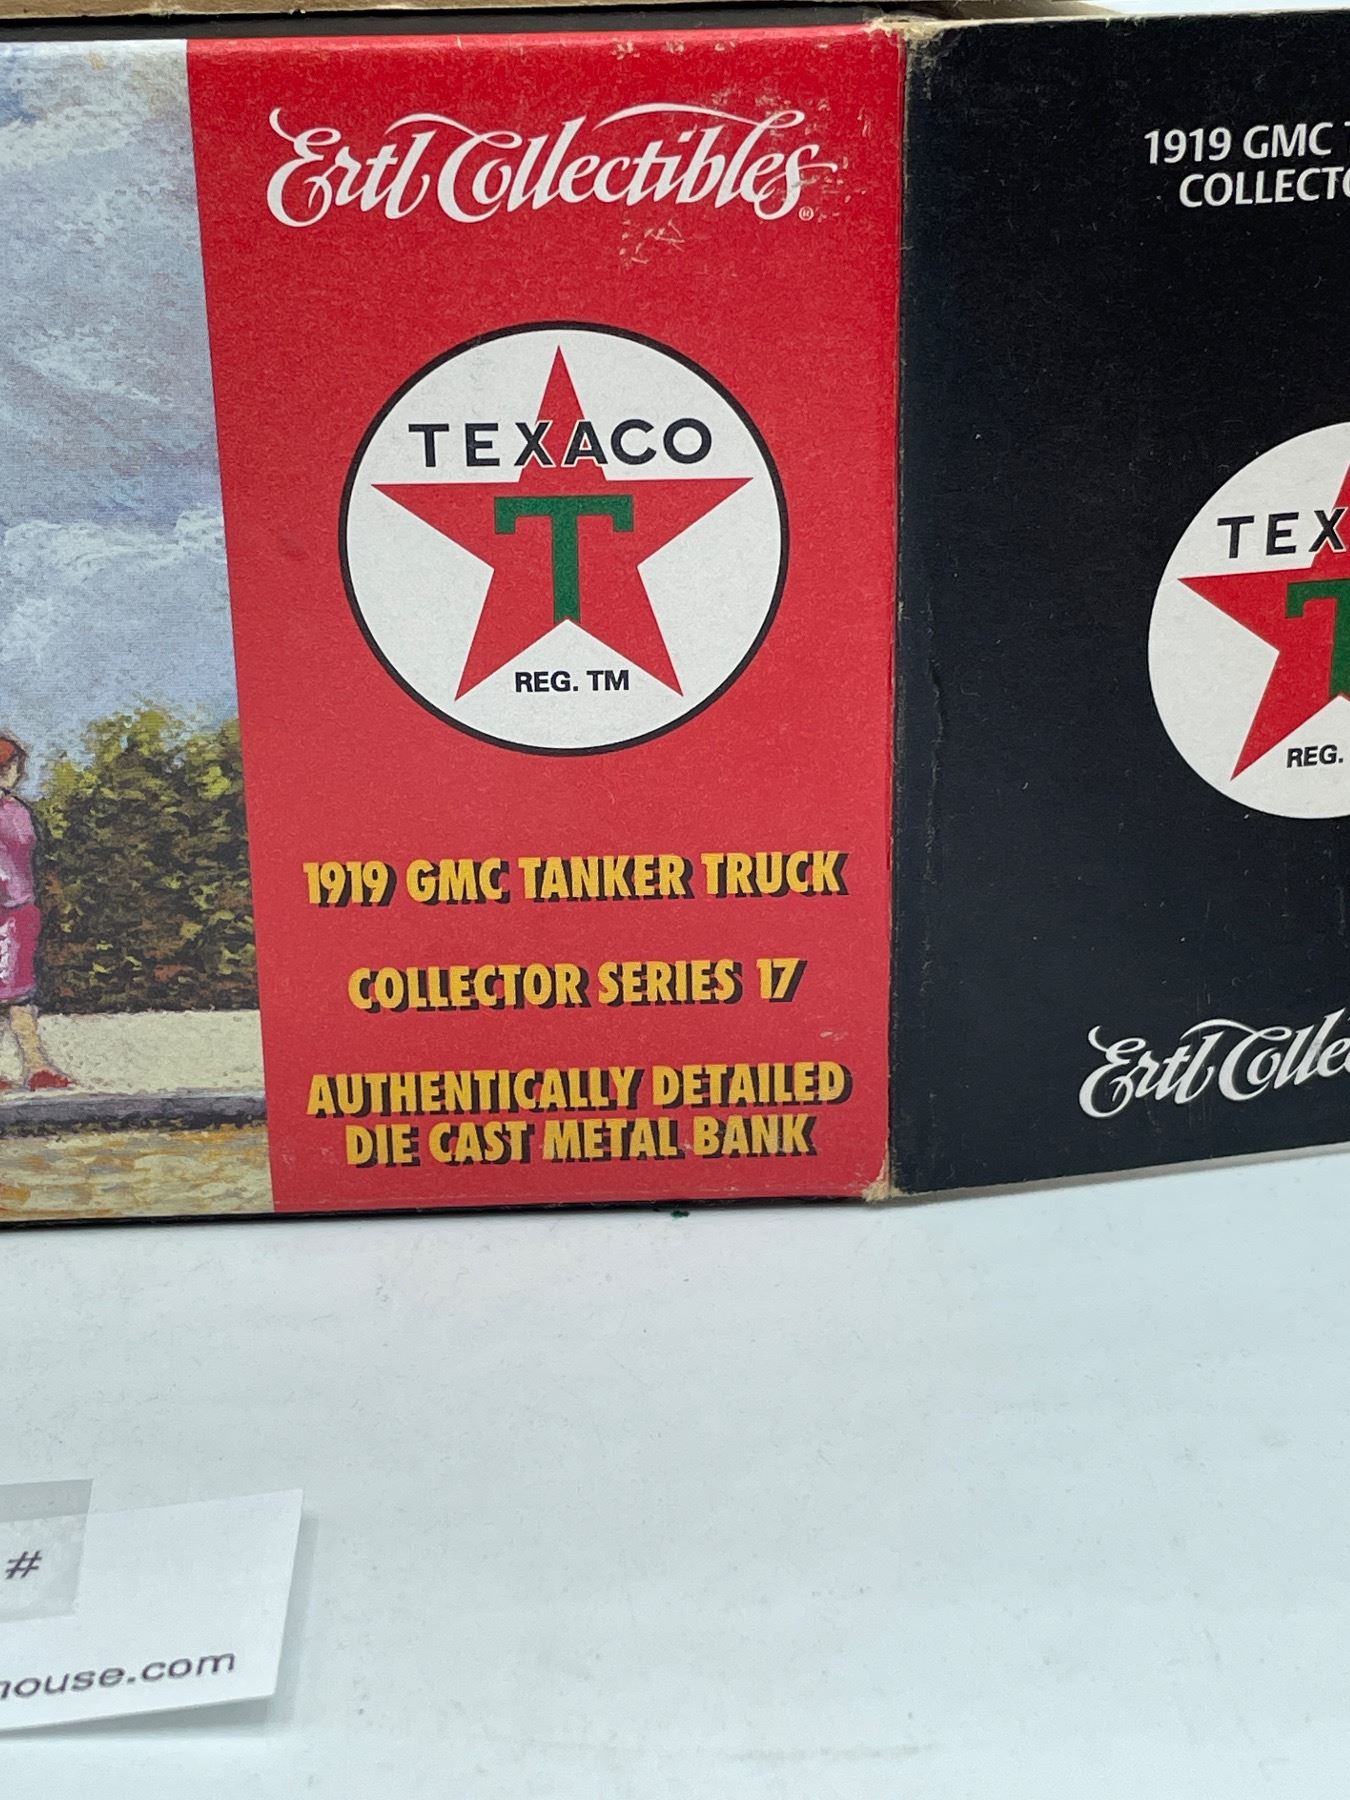 Ertl Collectibles®
TEXACO
T
REG. TM
1919 GMC TANKER TRUCK
COLLECTOR SERIES 17
AUTHENTICALLY DETAILED
DIE CAST METAL BANK
1919 GMC
COLLECTO
TEX
T
REG.
Ertl Colle
#
house.com